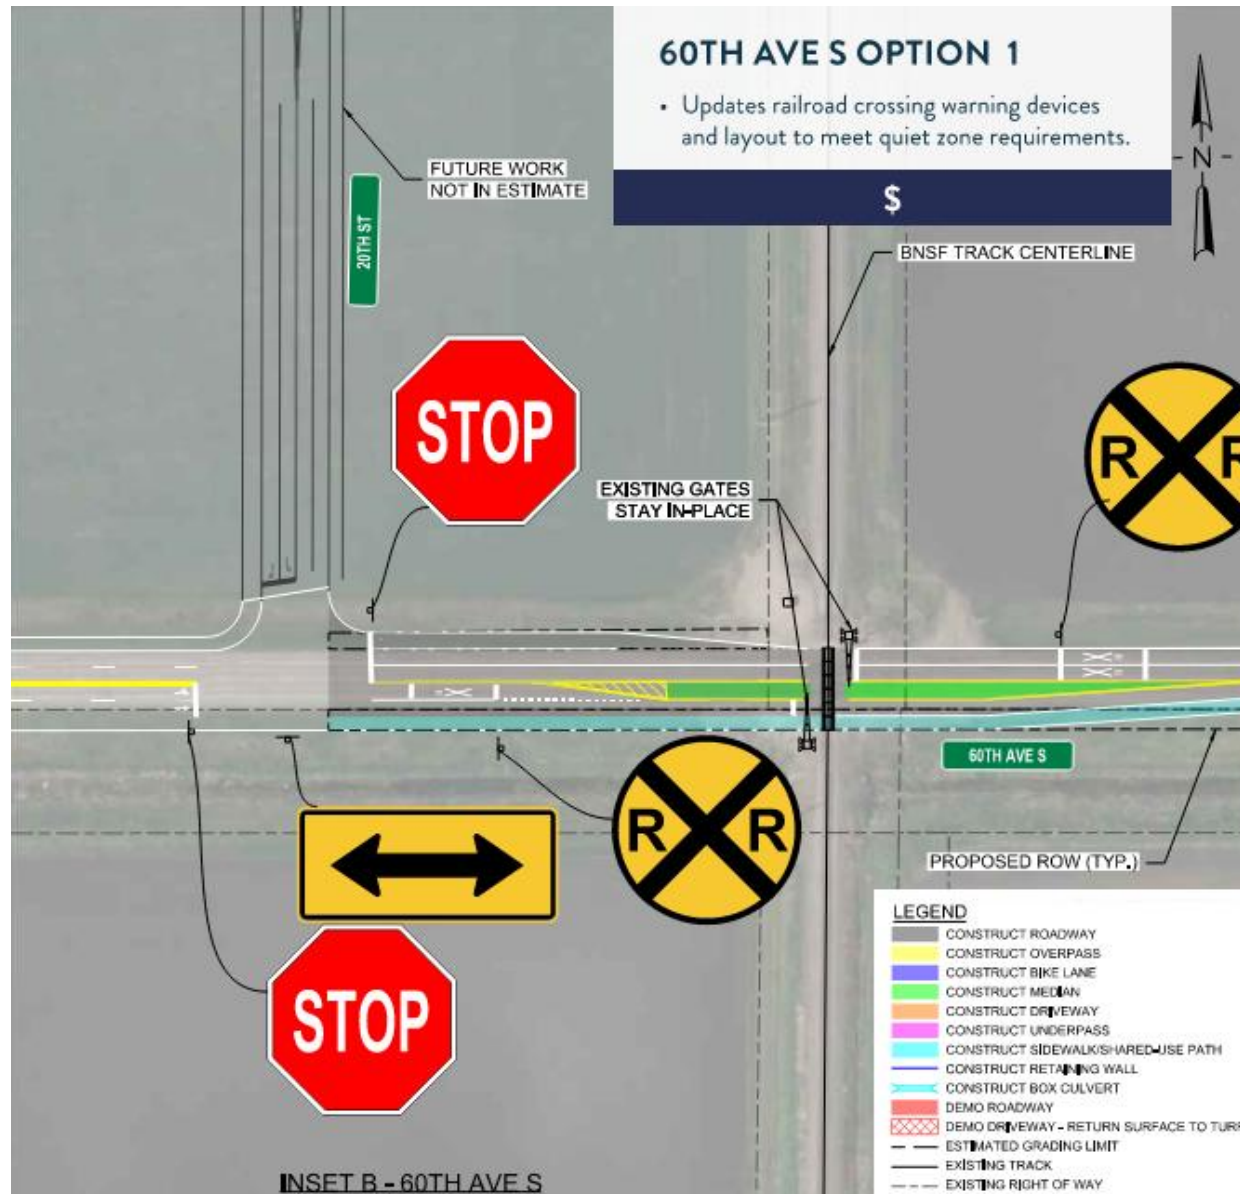 60TH AVE S OPTION 1
• Updates railroad crossing warning devices
and layout to meet quiet zone requirements.
$
N
FUTURE WORK
NOT IN ESTIMATE
20TH ST
BNSF TRACK CENTERLINE
STOP
R R
EXISTING GATES
STAY IN-PLACE
60TH AVE S
R R
PROPOSED ROW (TYP.)
STOP
LEGEND
CONSTRUCT ROADWAY
CONSTRUCT OVERPASS
CONSTRUCT BIKE LANE
CONSTRUCT MEDIAN
CONSTRUCT DRIVEWAY
CONSTRUCT UNDERPASS
CONSTRUCT SIDEWALK/SHARED-USE PATH
CONSTRUCT RETAINING WALL
CONSTRUCT BOX CULVERT
DEMO ROADWAY
DEMO DRIVEWAY - RETURN SURFACE TO TURF
ESTIMATED GRADING LIMIT
EXISTING TRACK
EXISTING RIGHT OF WAY
INSET B - 60TH AVE S